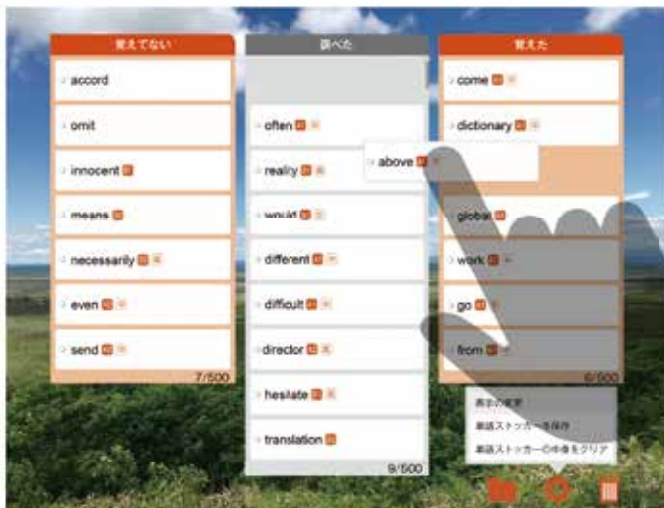 覚えてない
accord
omit
innocent
means
necessarily
even
send
7/500
調べた
often
reality
would
different
difficult
director
hesitate
translation
9/500
above
覚えた
come
dictionary
global
work
go
from
6/500
表示の変更
単語ストッカーを保存
単語ストッカーの中身をクリア